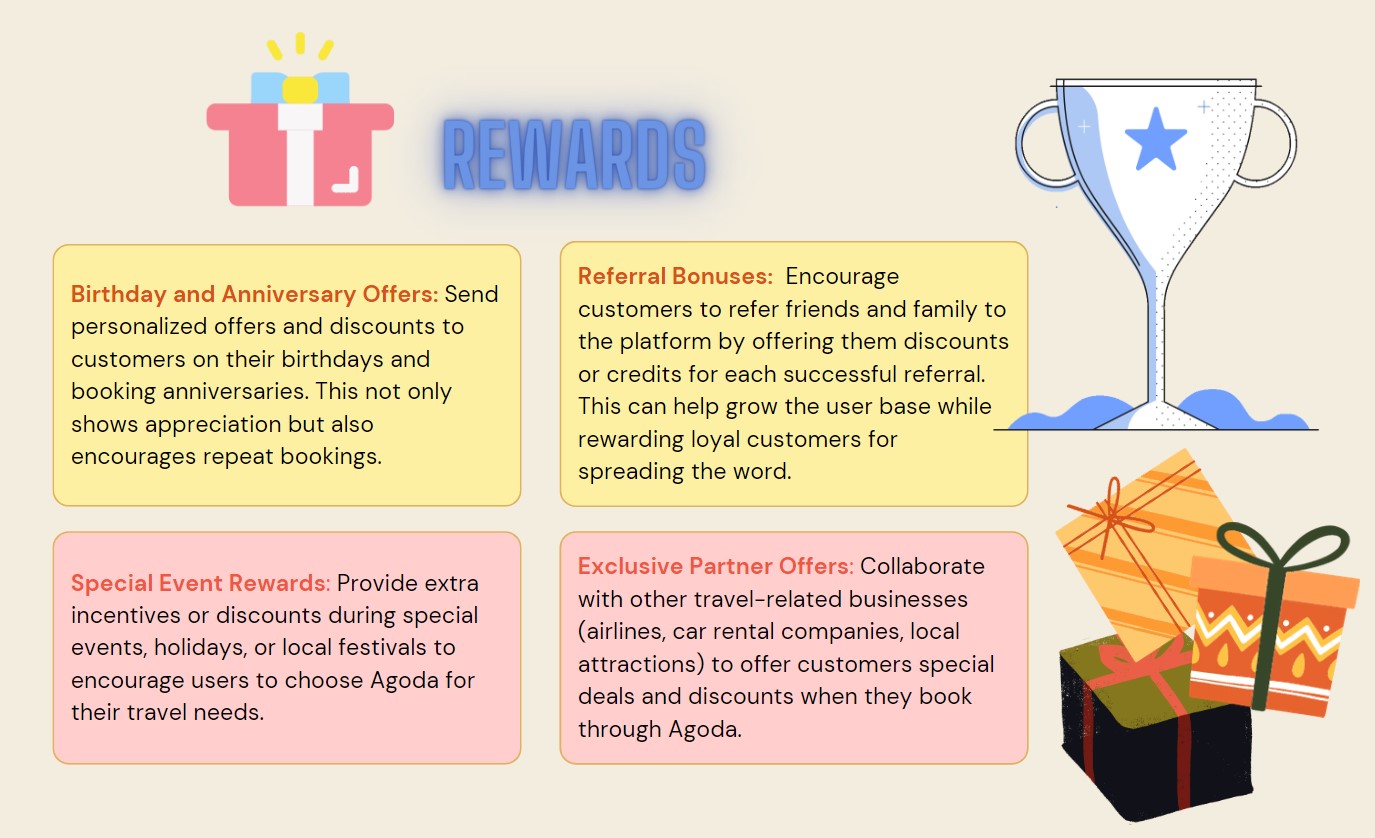 REWARDS
Birthday and Anniversary Offers: Send
personalized offers and discounts to
customers on their birthdays and
booking anniversaries. This not only
shows appreciation but also
encourages repeat bookings.
Referral Bonuses:  Encourage
customers to refer friends and family to
the platform by offering them discounts
or credits for each successful referral.
This can help grow the user base while
rewarding loyal customers for
spreading the word.
Special Event Rewards: Provide extra
incentives or discounts during special
events, holidays, or local festivals to
encourage users to choose Agoda for
their travel needs.
Exclusive Partner Offers: Collaborate
with other travel-related businesses
(airlines, car rental companies, local
attractions) to offer customers special
deals and discounts when they book
through Agoda.